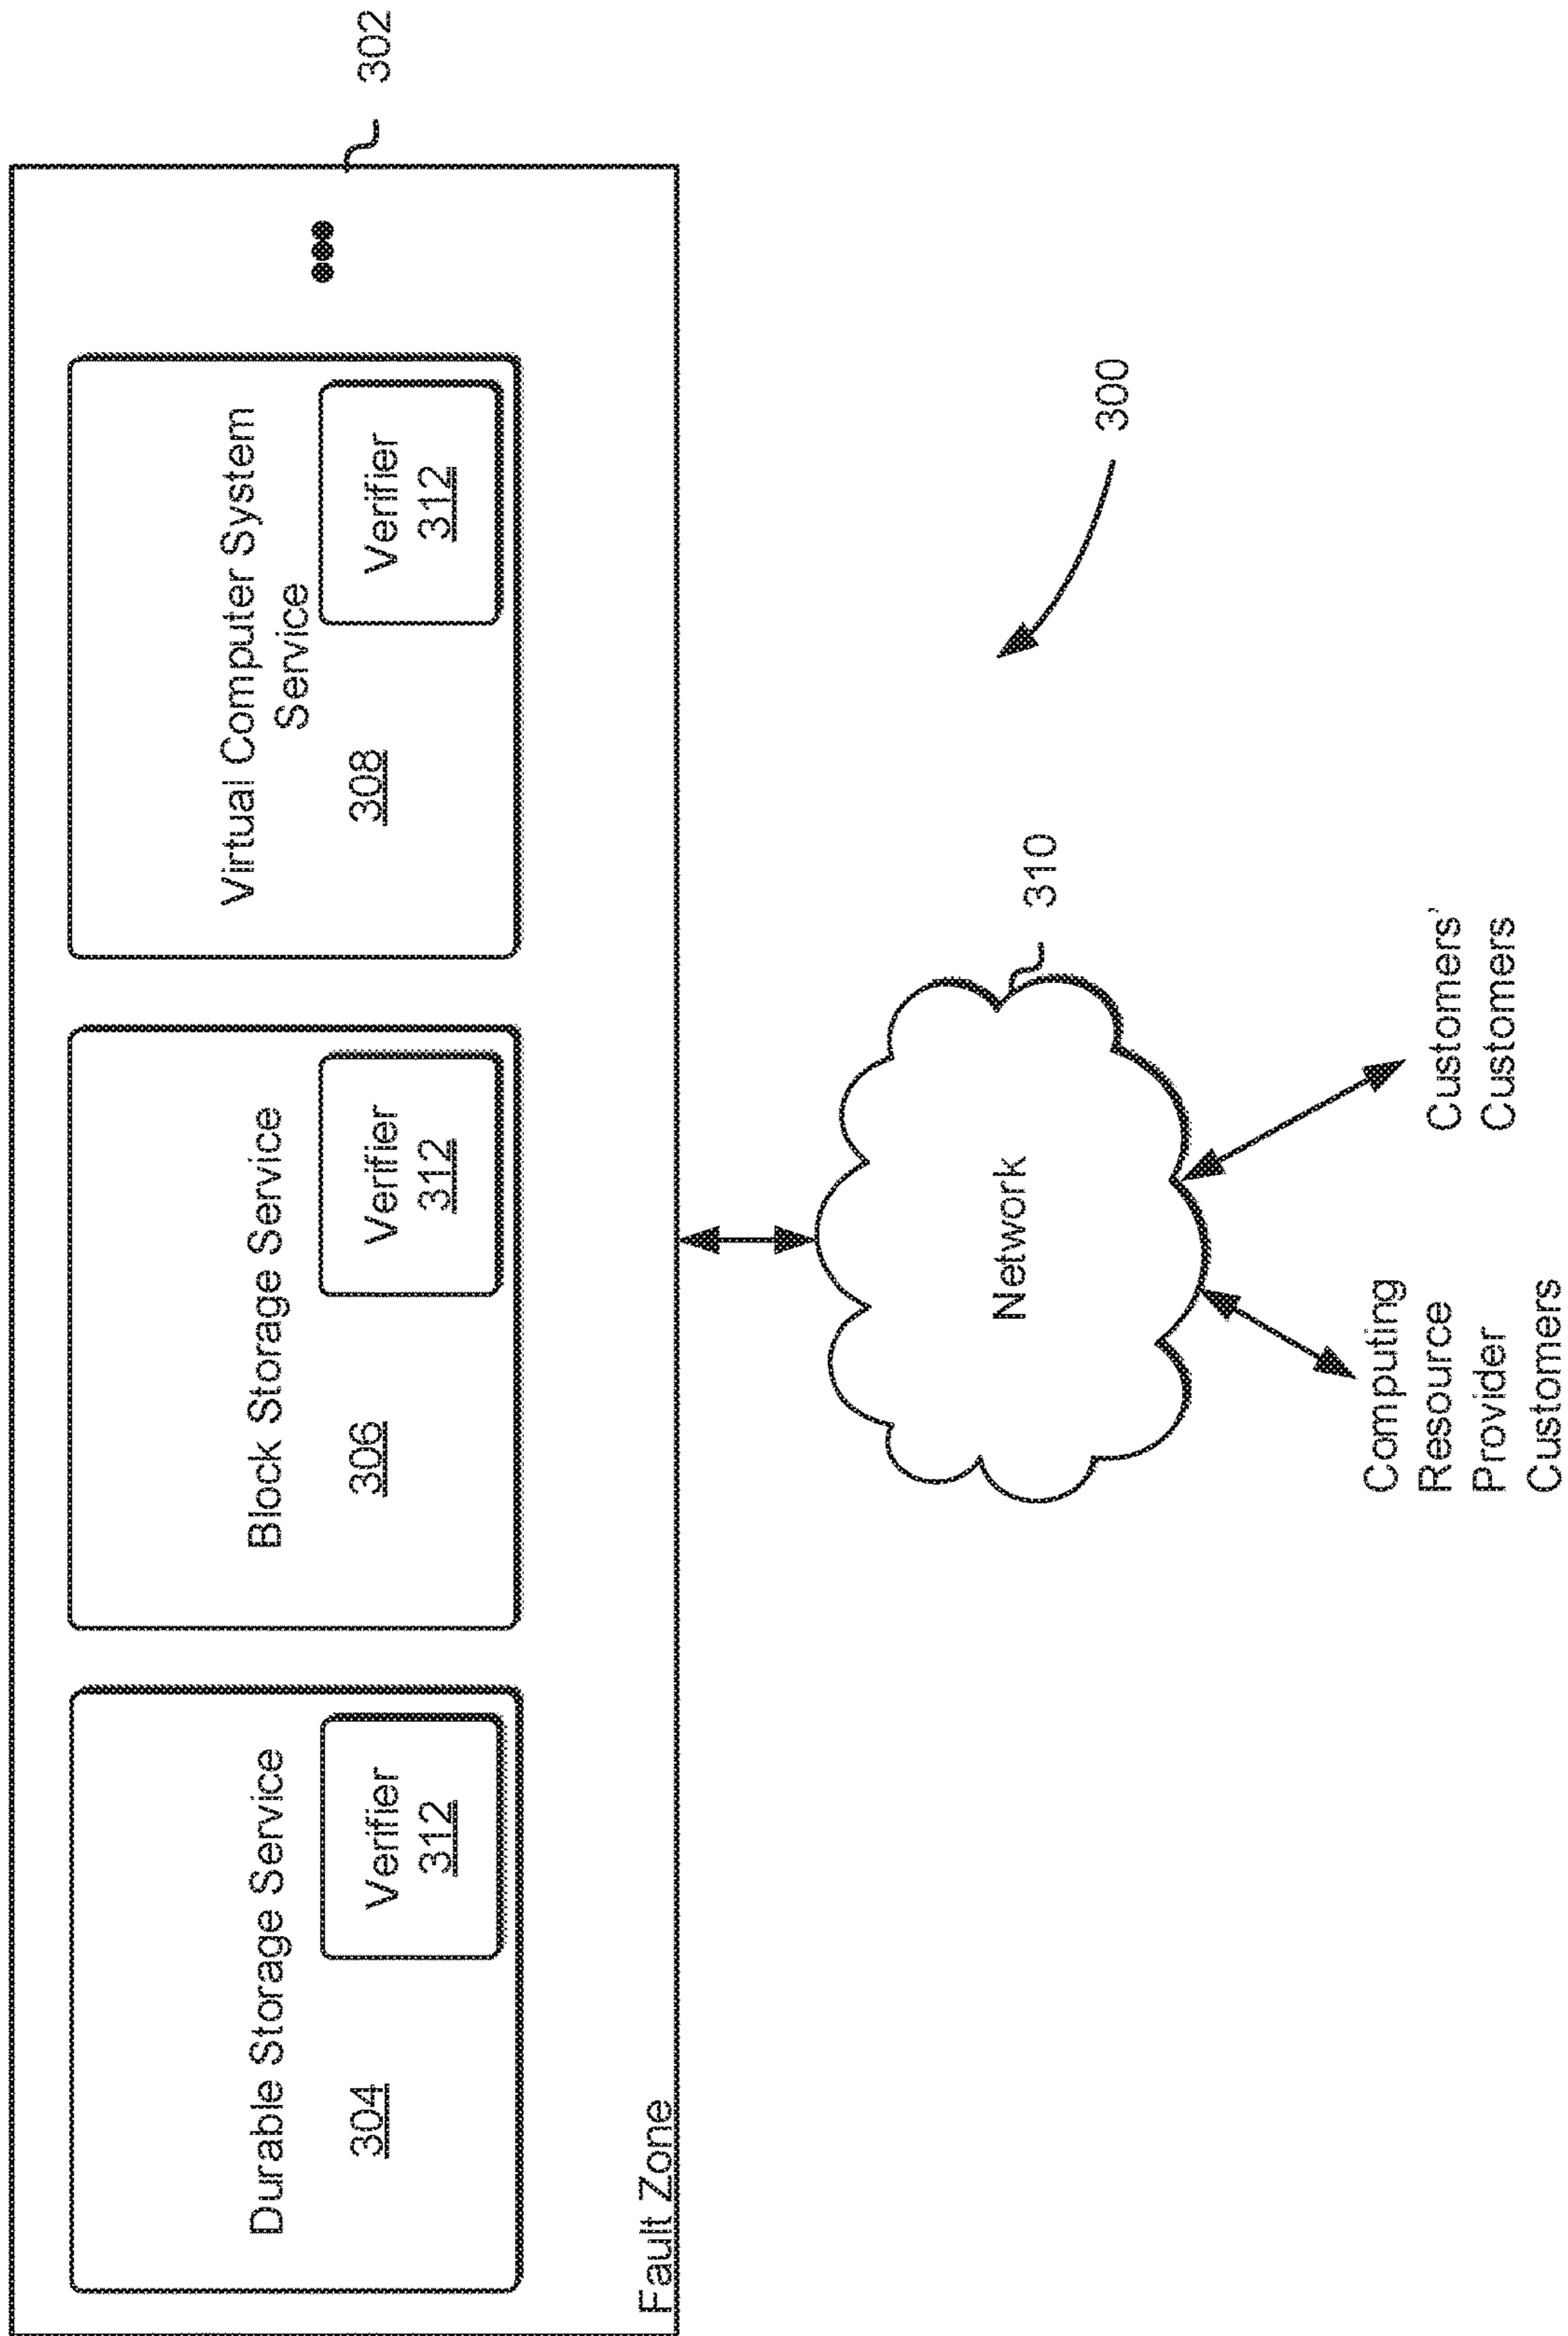 302
Durable Storage Service
304
Verifier
312
Block Storage Service
306
Verifier
312
Virtual Computer System
Service
308
Verifier
312
Fault Zone
300
310
Network
Computing
Resource
Provider
Customers
Customers'
Customers